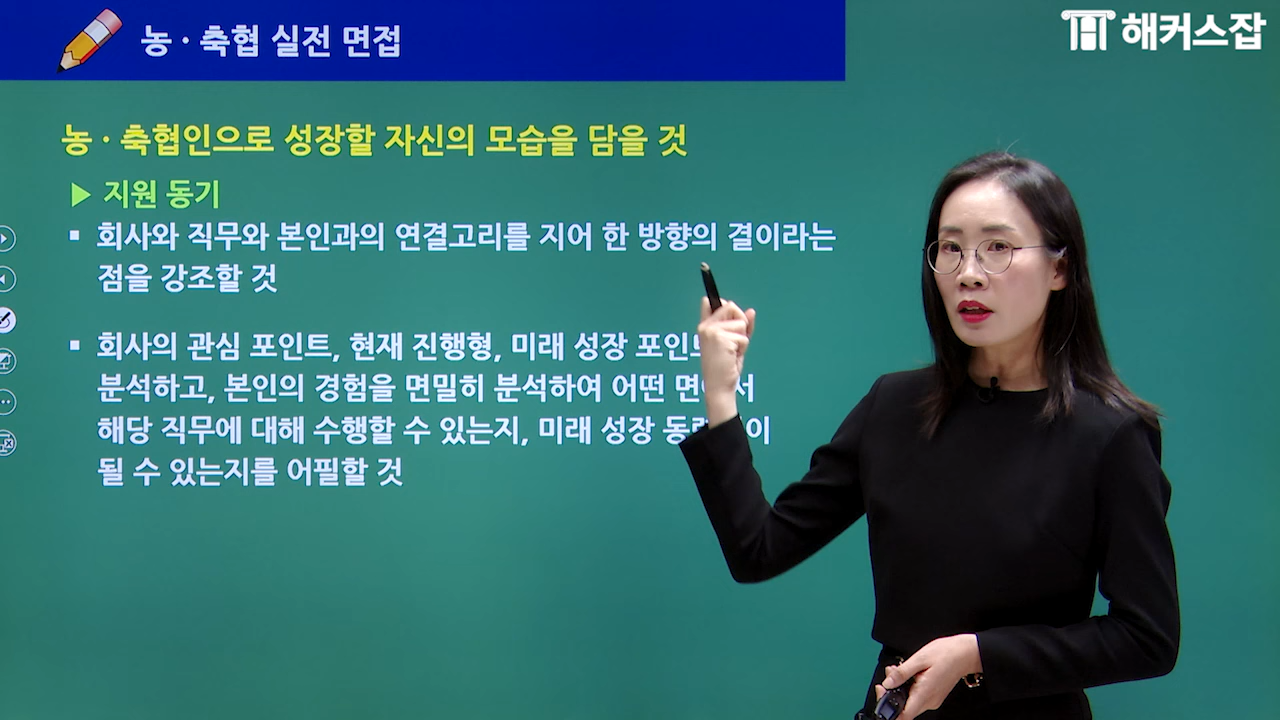 농 · 축협 실전 면접
해커스잡
농 · 축협인으로 성장할 자신의 모습을 담을 것
▶ 지원 동기
▪ 회사와 직무와 본인과의 연결고리를 지어 한 방향의 결이라는
점을 강조할 것
▪ 회사의 관심 포인트, 현재 진행형, 미래 성장
분석하고, 본인의 경험을 면밀히 분석하여 어떤
해당 직무에 대해 수행할 수 있는지, 미래 성장
될 수 있는지를 어필할 것